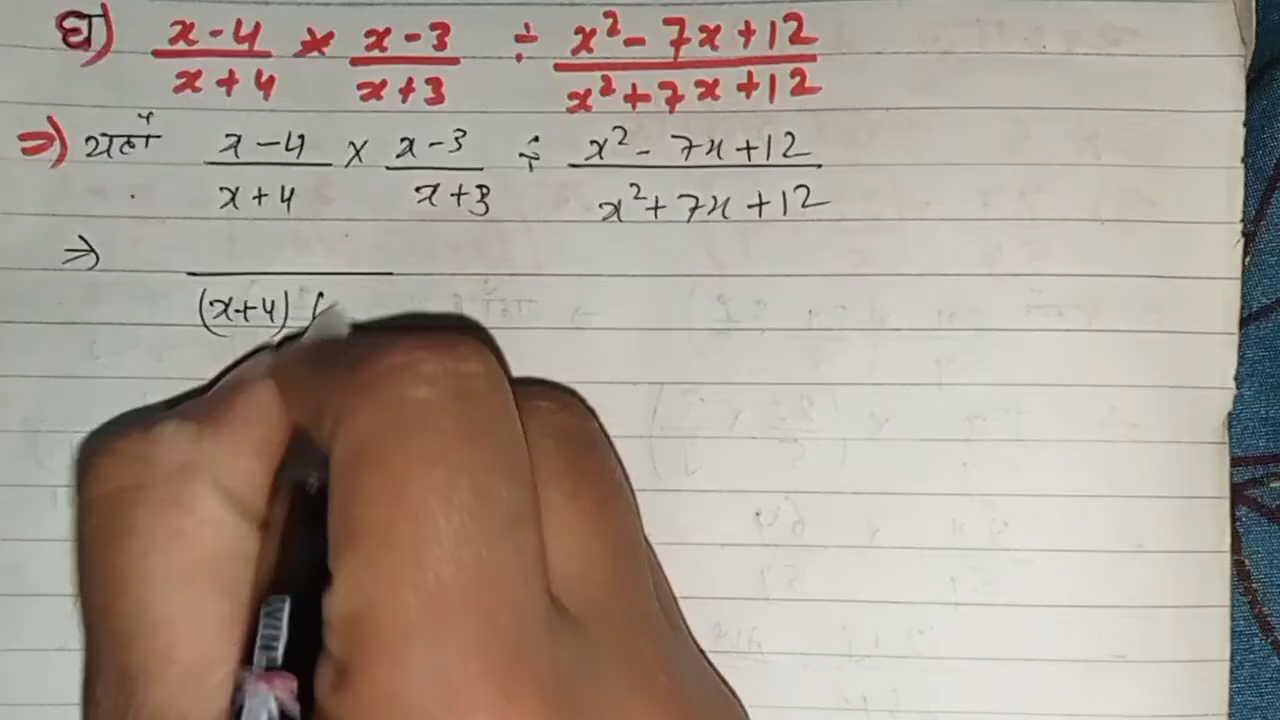 घ) x-4/x+4 × x-3/x+3 ÷ x²-7x+12/x²+7x+12
⇒) यहाँ x-4/x+4 × x-3/x+3 ÷ x²-7x+12/x²+7x+12
⇒ /(x+4) (